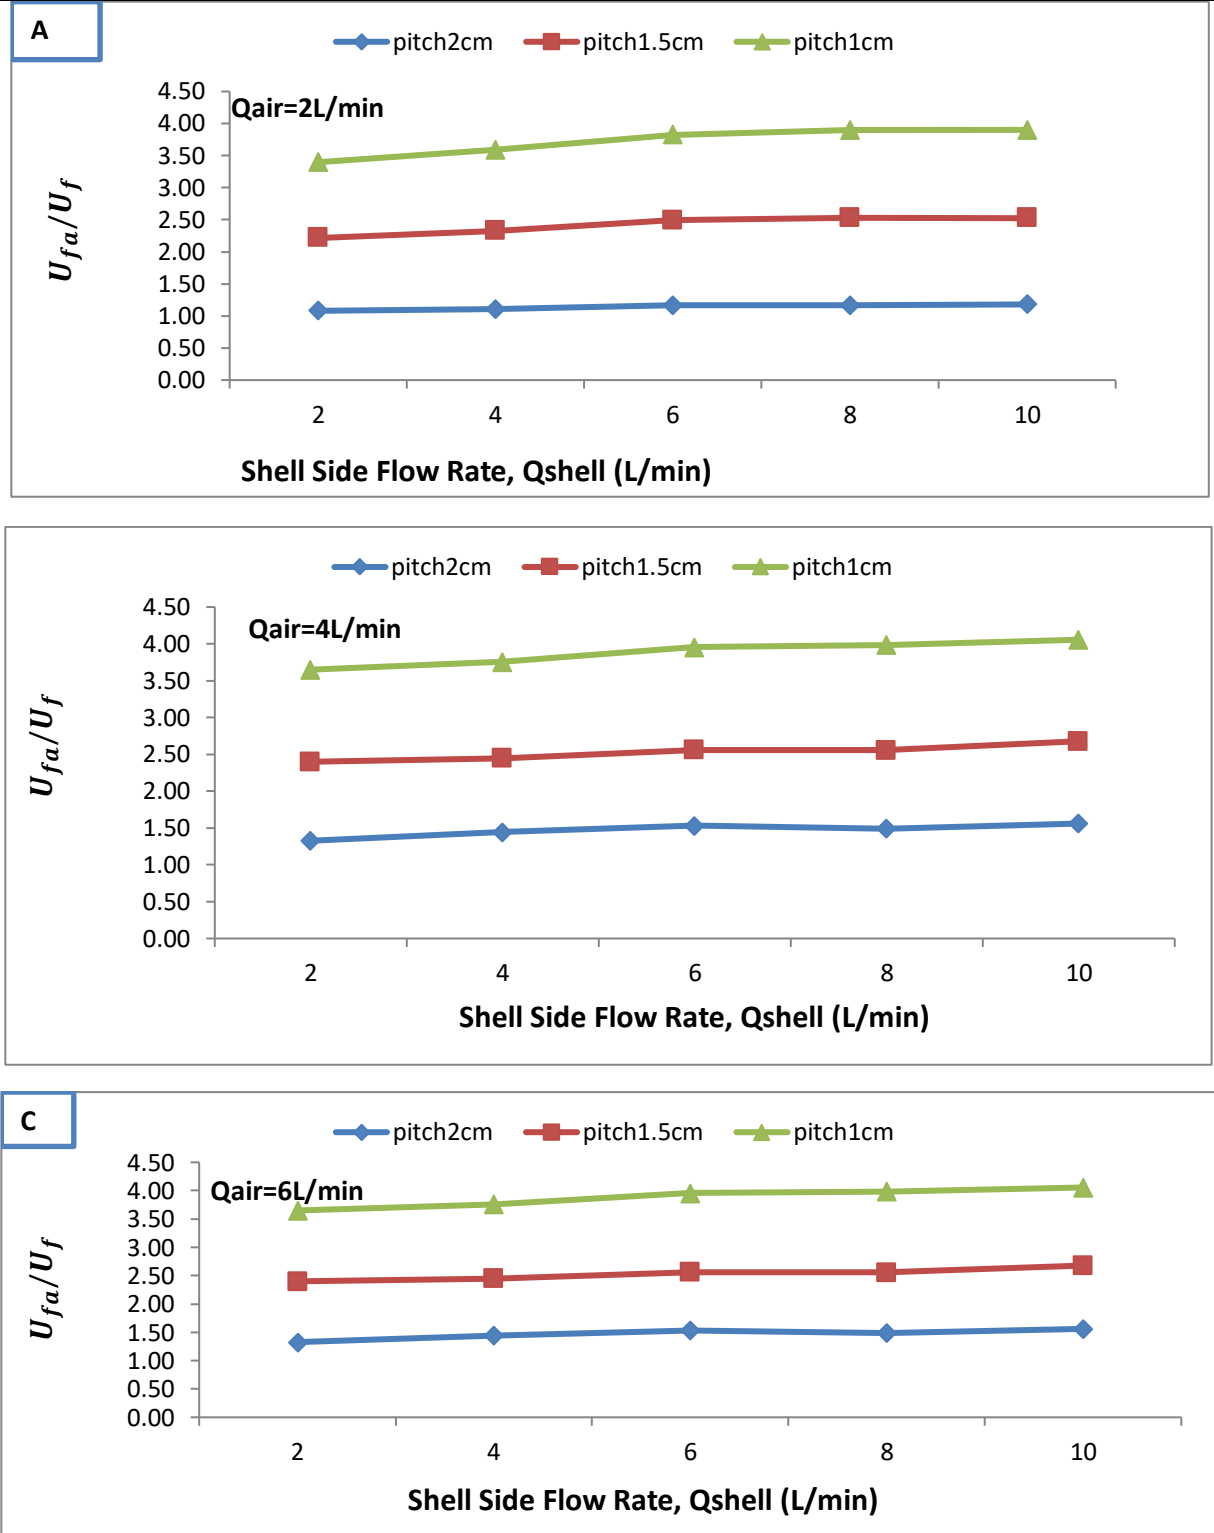 A
pitch2cm pitch1.5cm pitch1cm
Qair=2L/min
4.50
4.00
3.50
3.00
2.50
2.00
1.50
1.00
0.50
0.00
U_fa/U_f
2 4 6 8 10
Shell Side Flow Rate, Qshell (L/min)
pitch2cm pitch1.5cm pitch1cm
Qair=4L/min
4.50
4.00
3.50
3.00
2.50
2.00
1.50
1.00
0.50
0.00
U_fa/U_f
2 4 6 8 10
Shell Side Flow Rate, Qshell (L/min)
C
pitch2cm pitch1.5cm pitch1cm
Qair=6L/min
4.50
4.00
3.50
3.00
2.50
2.00
1.50
1.00
0.50
0.00
U_fa/U_f
2 4 6 8 10
Shell Side Flow Rate, Qshell (L/min)